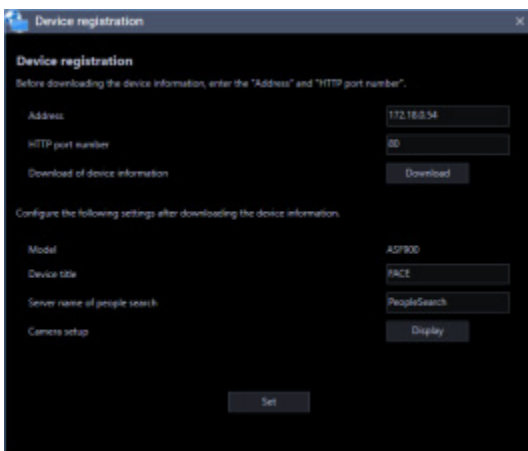 Device registration
Device registration
Before downloading the device information, enter the "Address" and "HTTP port number".
Address 172.18.0.54
HTTP port number 80
Download of device information Download
Configure the following settings after downloading the device information.
Model ASF900
Device title FACE
Server name of people search PeopleSearch
Camera setup Display
Set